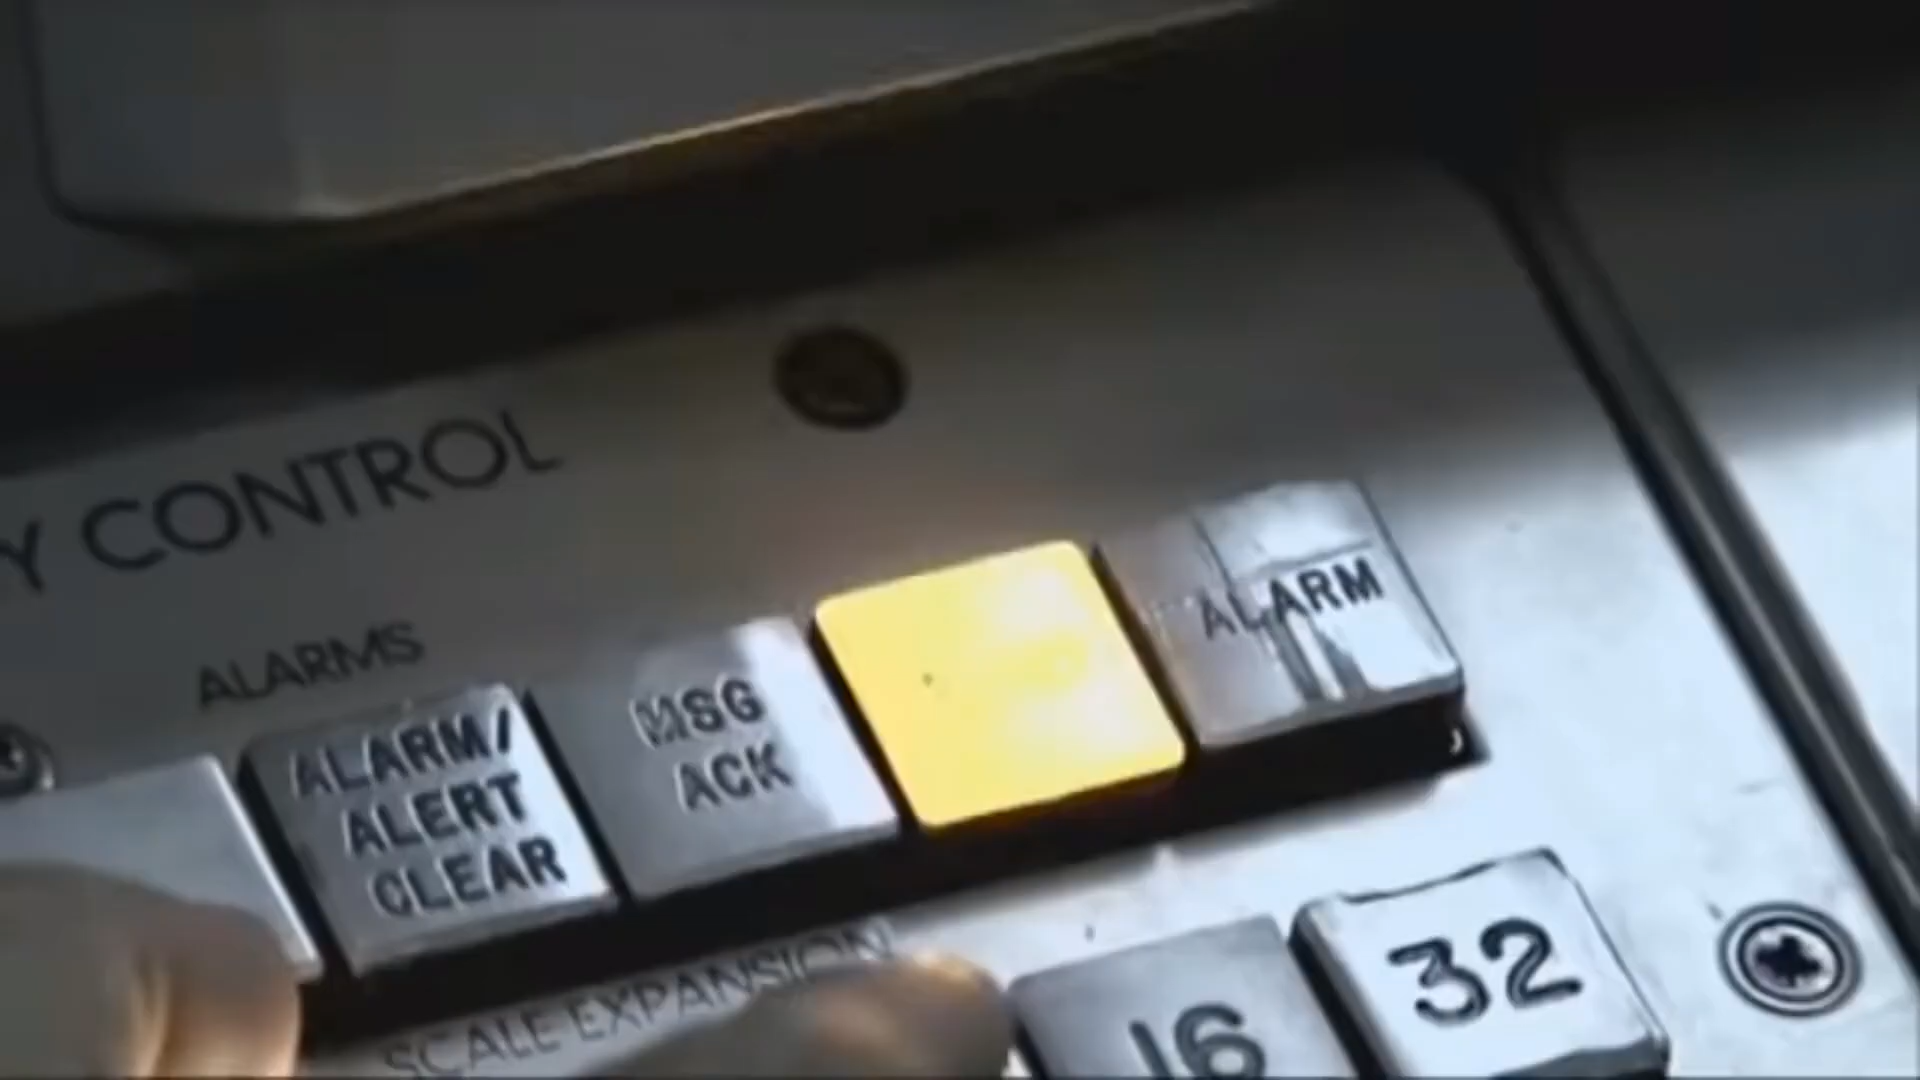 Y CONTROL
ALARMS
ALARM/
ALERT
CLEAR
MSG
ACK
ALARM
SCALE EXPANSION
16
32